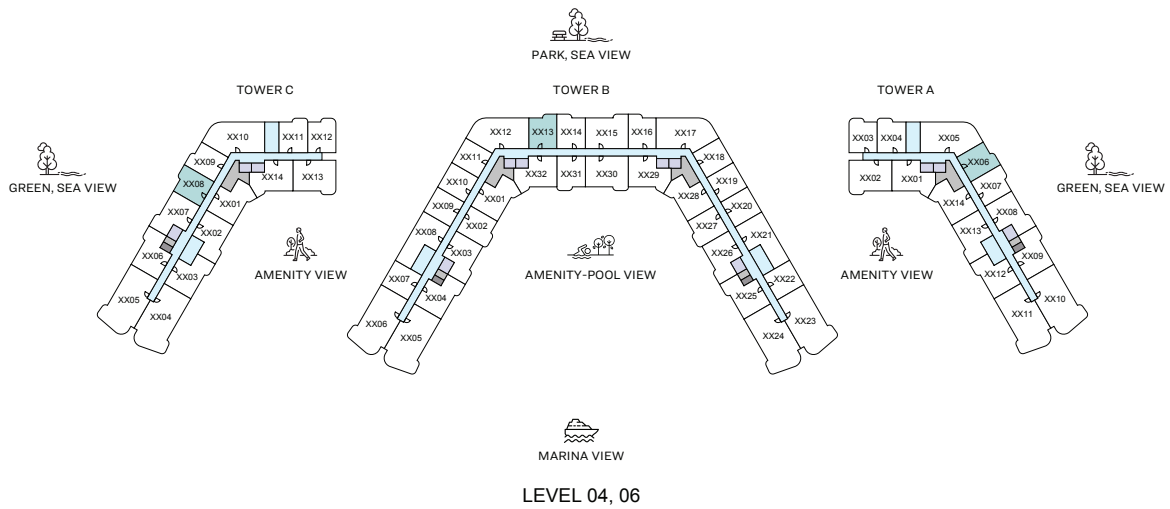 PARK, SEA VIEW
TOWER C
TOWER B
TOWER A
GREEN, SEA VIEW
GREEN, SEA VIEW
XX10
XX11
XX12
XX09
XX08
XX14
XX13
XX07
XX01
XX02
XX06
XX03
XX05
XX04
AMENITY VIEW
XX12
XX13
XX14
XX15
XX16
XX17
XX11
XX32
XX31
XX30
XX29
XX18
XX10
XX01
XX28
XX19
XX09
XX02
XX27
XX20
XX08
XX03
XX26
XX21
XX07
XX04
XX25
XX22
XX06
XX05
XX24
XX23
AMENITY-POOL VIEW
XX03
XX04
XX05
XX06
XX02
XX01
XX07
XX14
XX08
XX13
XX09
XX12
XX10
XX11
AMENITY VIEW
MARINA VIEW
LEVEL 04, 06